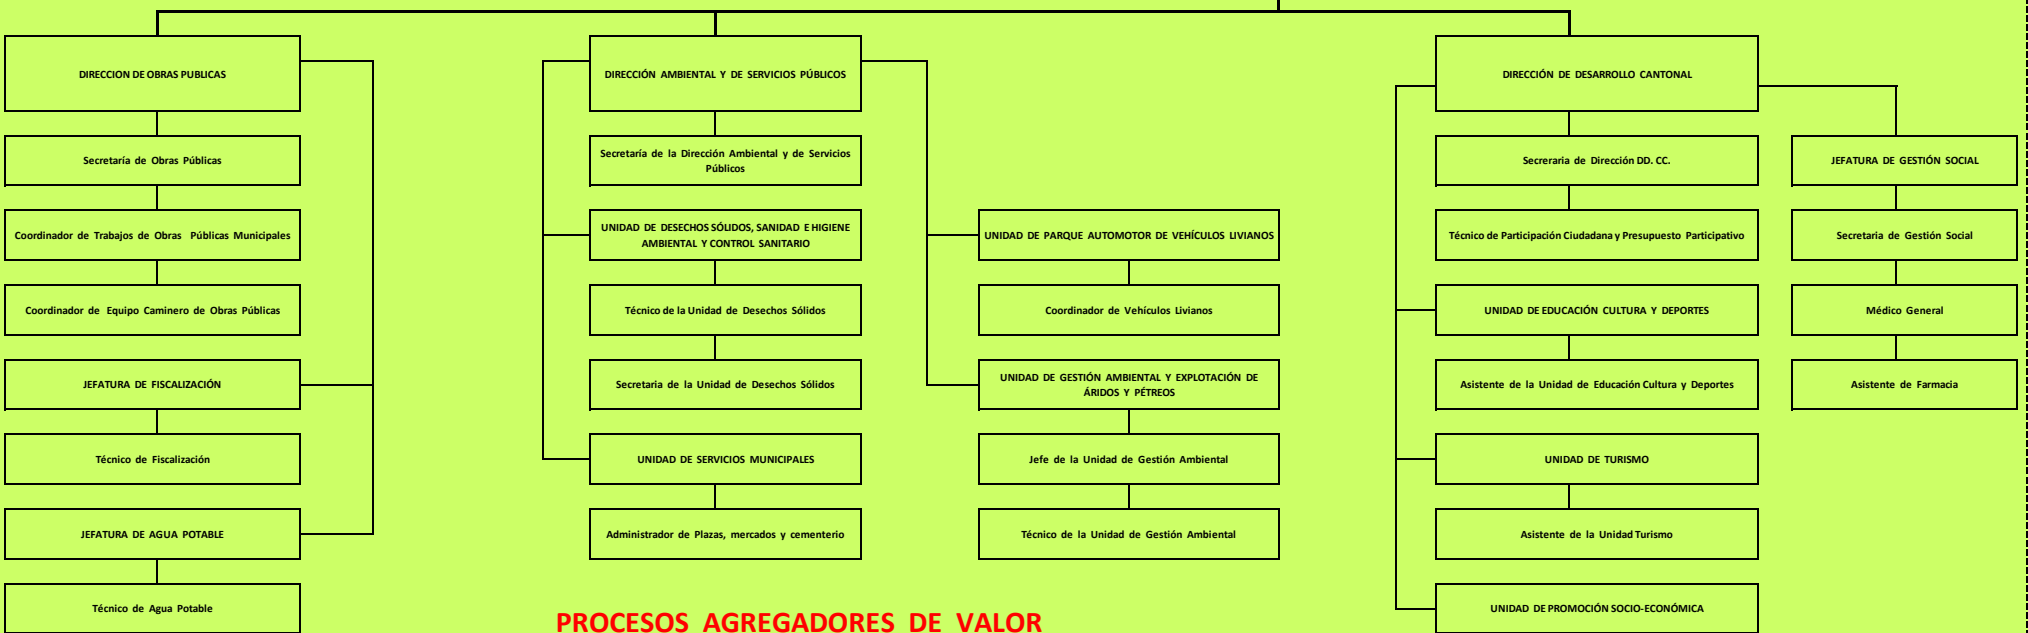 DIRECCION DE OBRAS PUBLICAS
Secretaría de Obras Públicas
Coordinador de Trabajos de Obras Públicas Municipales
Coordinador de Equipo Caminero de Obras Públicas
JEFATURA DE FISCALIZACIÓN
Técnico de Fiscalización
JEFATURA DE AGUA POTABLE
Técnico de Agua Potable
DIRECCIÓN AMBIENTAL Y DE SERVICIOS PÚBLICOS
Secretaría de la Dirección Ambiental y de Servicios
Públicos
UNIDAD DE DESECHOS SÓLIDOS, SANIDAD E HIGIENE
AMBIENTAL Y CONTROL SANITARIO
Técnico de la Unidad de Desechos Sólidos
Secretaria de la Unidad de Desechos Sólidos
UNIDAD DE SERVICIOS MUNICIPALES
Administrador de Plazas, mercados y cementerio
UNIDAD DE PARQUE AUTOMOTOR DE VEHÍCULOS LIVIANOS
Coordinador de Vehículos Livianos
UNIDAD DE GESTIÓN AMBIENTAL Y EXPLOTACIÓN DE
ÁRIDOS Y PÉTREOS
Jefe de la Unidad de Gestión Ambiental
Técnico de la Unidad de Gestión Ambiental
DIRECCIÓN DE DESARROLLO CANTONAL
Secreraria de Dirección DD. CC.
Técnico de Participación Ciudadana y Presupuesto Participativo
UNIDAD DE EDUCACIÓN CULTURA Y DEPORTES
Asistente de la Unidad de Educación Cultura y Deportes
UNIDAD DE TURISMO
Asistente de la Unidad Turismo
UNIDAD DE PROMOCIÓN SOCIO-ECONÓMICA
JEFATURA DE GESTIÓN SOCIAL
Secretaria de Gestión Social
Médico General
Asistente de Farmacia
PROCESOS AGREGADORES DE VALOR